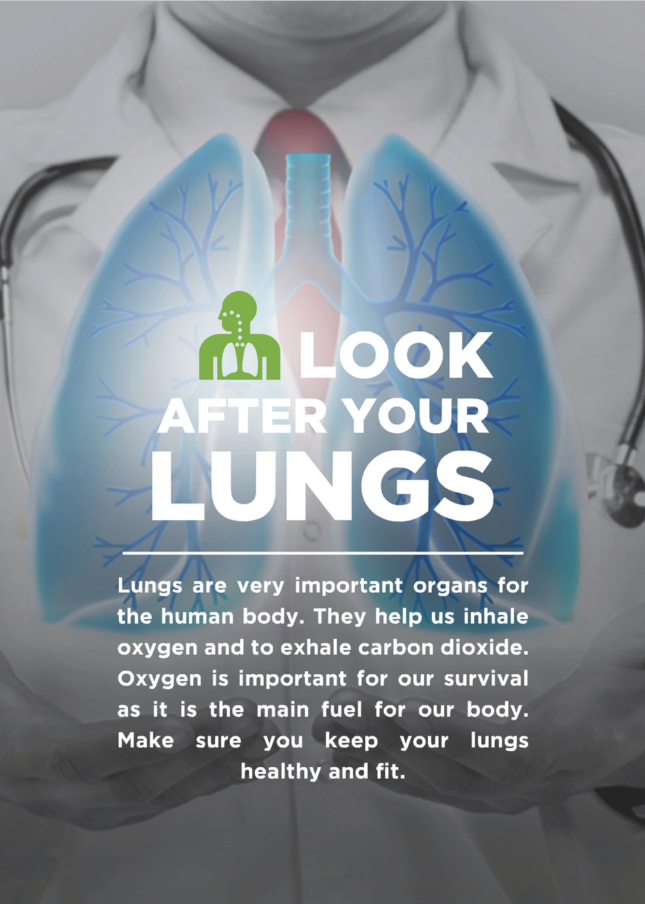 LOOK
AFTER YOUR
LUNGS
Lungs are very important organs for
the human body. They help us inhale
oxygen and to exhale carbon dioxide.
Oxygen is important for our survival
as it is the main fuel for our body.
Make sure you keep your lungs
healthy and fit.